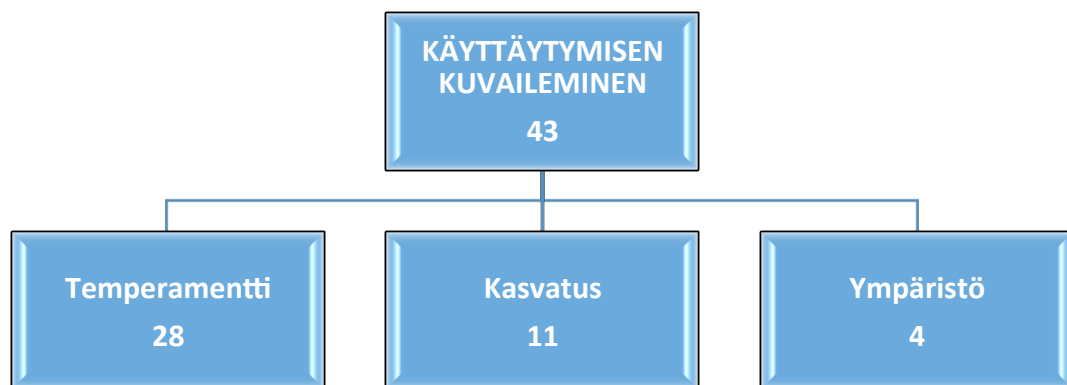 KÄYTTÄYTYMISEN
KUVAILEMINEN
43
Temperamentti
28
Kasvatus
11
Ympäristö
4